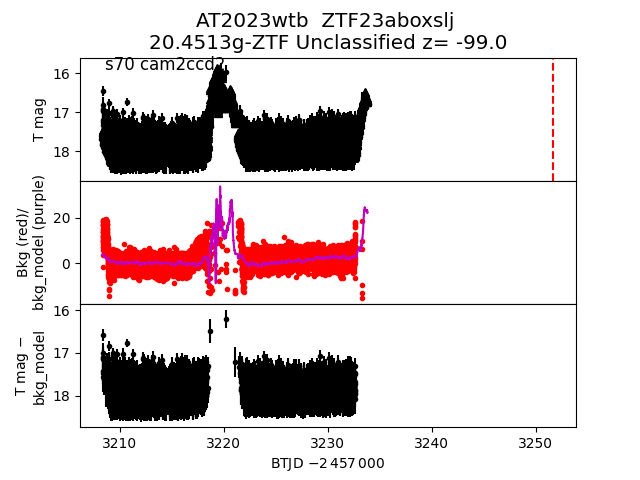 AT2023wtb  ZTF23aboxslj
20.4513g-ZTF Unclassified z= -99.0
s70 cam2ccd2
T mag
16
17
18
Bkg (red)/
bkg_model (purple)
20
0
T mag −
bkg_model
16
17
18
3210 3220 3230 3240 3250
BTJD −2 457 000